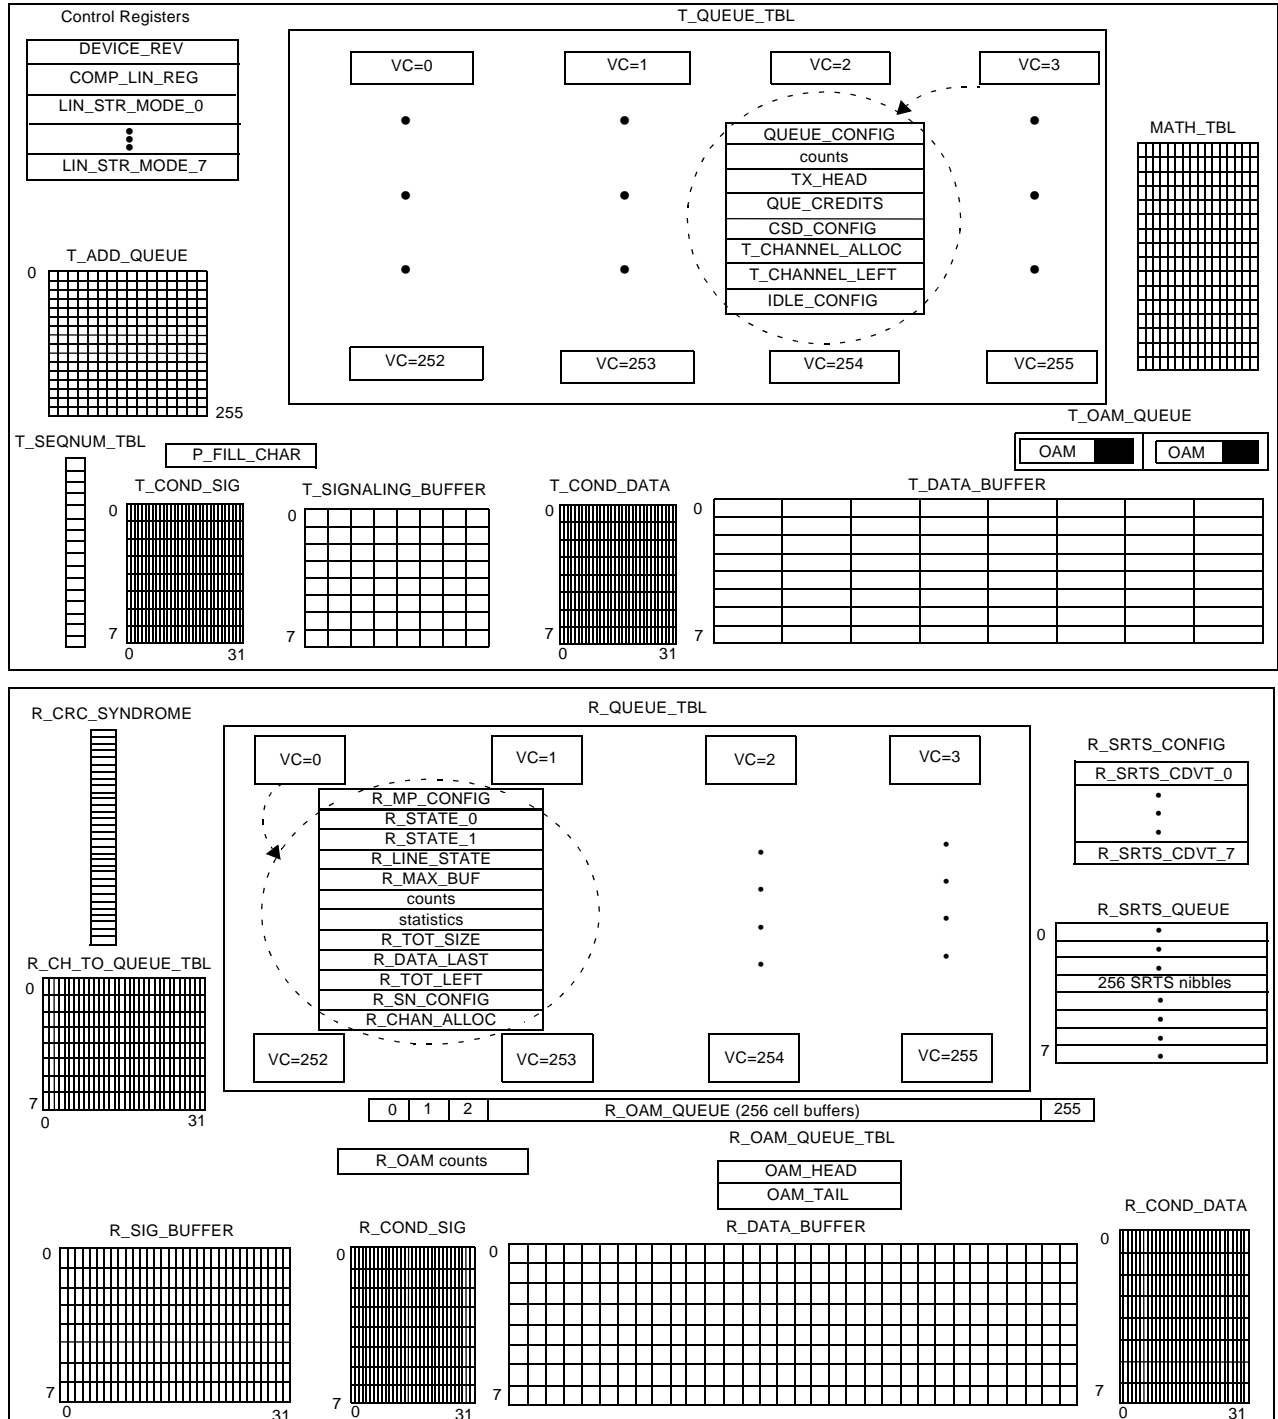 Control Registers
DEVICE_REV
COMP_LIN_REG
LIN_STR_MODE_0
LIN_STR_MODE_7
T_QUEUE_TBL
VC=0
VC=1
VC=2
VC=3
QUEUE_CONFIG
counts
TX_HEAD
QUE_CREDITS
CSD_CONFIG
T_CHANNEL_ALLOC
T_CHANNEL_LEFT
IDLE_CONFIG
VC=252
VC=253
VC=254
VC=255
MATH_TBL
T_ADD_QUEUE
0
255
T_OAM_QUEUE
OAM
OAM
T_SEQNUM_TBL
P_FILL_CHAR
T_COND_SIG
0
7
0
31
T_SIGNALING_BUFFER
0
7
T_COND_DATA
0
7
0
31
T_DATA_BUFFER
0
7
R_CRC_SYNDROME
R_QUEUE_TBL
VC=0
VC=1
VC=2
VC=3
R_MP_CONFIG
R_STATE_0
R_STATE_1
R_LINE_STATE
R_MAX_BUF
counts
statistics
R_TOT_SIZE
R_DATA_LAST
R_TOT_LEFT
R_SN_CONFIG
R_CHAN_ALLOC
VC=252
VC=253
VC=254
VC=255
R_SRTS_CONFIG
R_SRTS_CDVT_0
R_SRTS_CDVT_7
R_SRTS_QUEUE
0
256 SRTS nibbles
7
R_CH_TO_QUEUE_TBL
0
7
0
31
0
1
2
R_OAM_QUEUE (256 cell buffers)
255
R_OAM counts
R_OAM_QUEUE_TBL
OAM_HEAD
OAM_TAIL
R_SIG_BUFFER
0
7
0
31
R_COND_SIG
0
7
0
31
R_DATA_BUFFER
0
7
R_COND_DATA
0
7
0
31